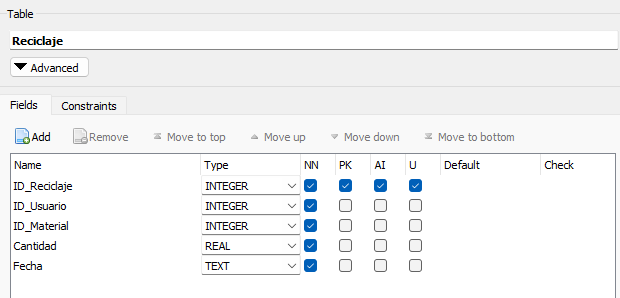 Table
Reciclaje
Advanced
Fields Constraints
Add Remove Move to top Move up Move down Move to bottom
Name Type NN PK AI U Default Check
ID_Reciclaje INTEGER
ID_Usuario INTEGER
ID_Material INTEGER
Cantidad REAL
Fecha TEXT